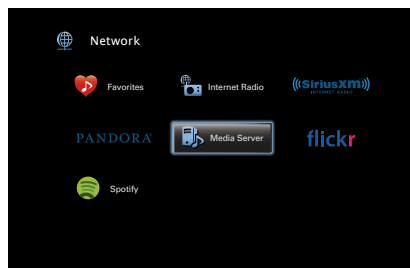 Network
Favorites
Internet Radio
((SiriusXM))
INTERNET RADIO
PANDORA
Media Server
flickr
Spotify